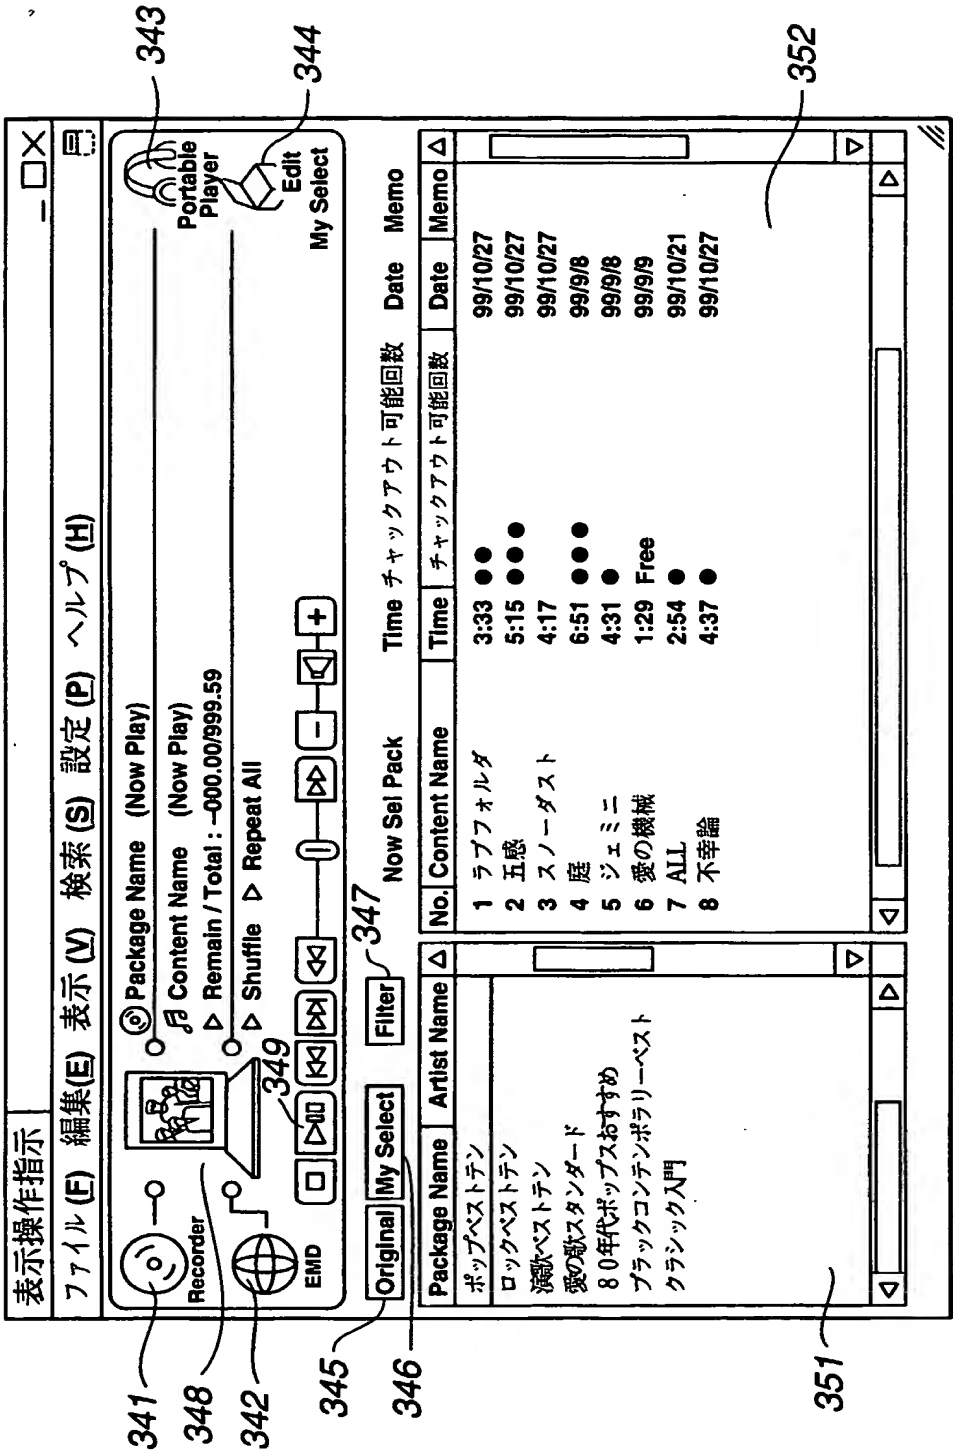 表示操作指示
ファイル (F) 編集(E) 表示 (V) 検索 (S) 設定 (P) ヘルプ (H)
Package Name (Now Play)
Content Name (Now Play)
Remain / Total : -000.00/999.59
Shuffle Repeat All
Recorder
EMD
Portable
Player
Edit
My Select
Original My Select Filter
Now Sel Pack Time チャックアウト可能回数 Date Memo
Package Name Artist Name
ポップベストテン
ロックベストテン
演歌ベストテン
愛の歌スタンダード
80年代ポップスおすすめ
ブラックコンテンポラリーベスト
クラシック入門
No. Content Name Time チャックアウト可能回数 Date Memo
1 ラブフォルダ 3:33 ●● 99/10/27
2 五感 5:15 ●●● 99/10/27
3 スノーダスト 4:17 99/10/27
4 庭 6:51 ●●● 99/9/8
5 ジェミニ 4:31 ● 99/9/8
6 愛の機械 1:29 Free 99/9/9
7 ALL 2:54 ● 99/10/21
8 不幸論 4:37 ● 99/10/27
341
348
342
345
346
347
349
343
344
351
352